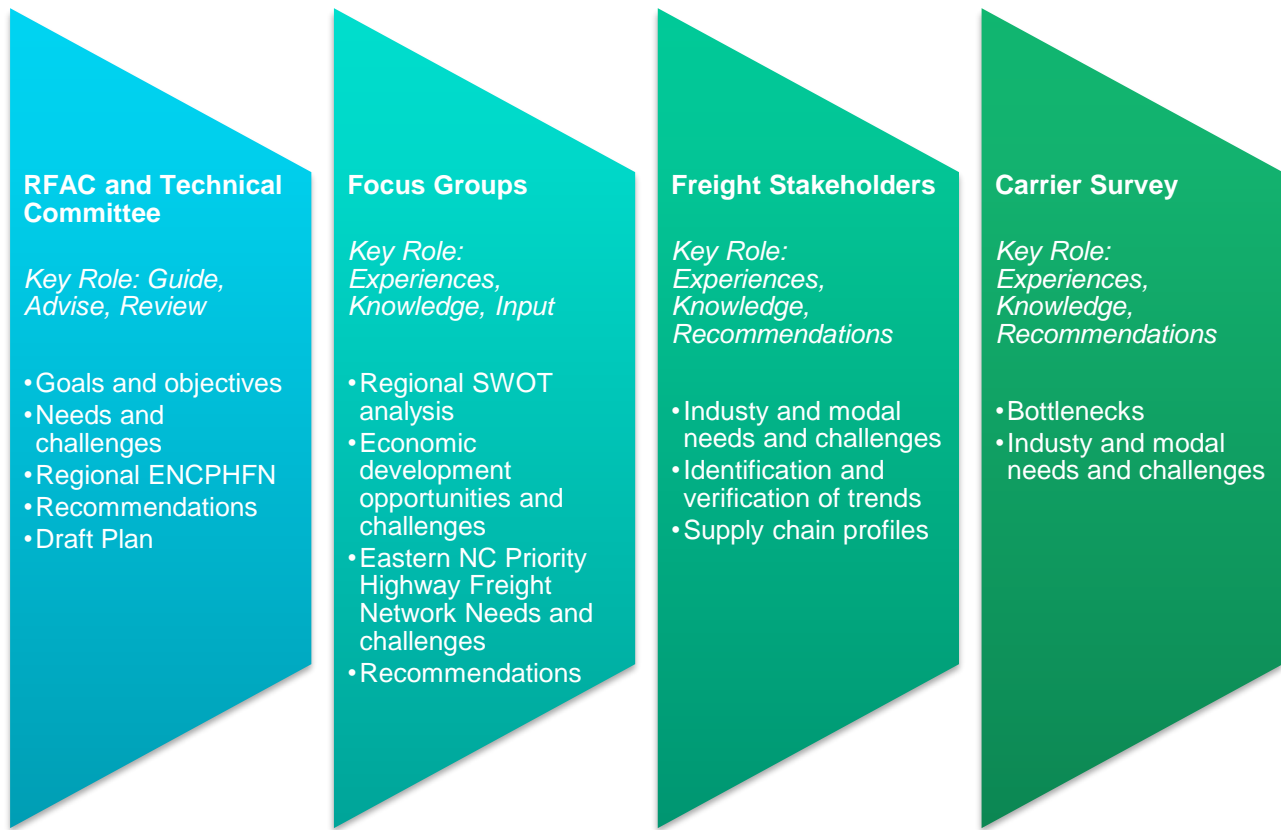 RFAC and Technical
Committee
Key Role: Guide,
Advise, Review
•Goals and objectives
•Needs and
challenges
•Regional ENCPHFN
•Recommendations
•Draft Plan
Focus Groups
Key Role:
Experiences,
Knowledge, Input
•Regional SWOT
analysis
•Economic
development
opportunities and
challenges
•Eastern NC Priority
Highway Freight
Network Needs and
challenges
•Recommendations
Freight Stakeholders
Key Role:
Experiences,
Knowledge,
Recommendations
•Industy and modal
needs and challenges
•Identification and
verification of trends
•Supply chain profiles
Carrier Survey
Key Role:
Experiences,
Knowledge,
Recommendations
•Bottlenecks
•Industy and modal
needs and challenges